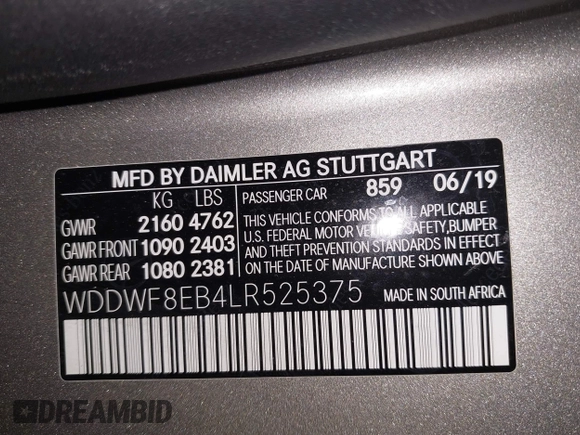 MFD BY DAIMLER AG STUTTGART
KG LBS
PASSENGER CAR 859 06/19
GVWR 2160 4762
GAWR FRONT 1090 2403
GAWR REAR 1080 2381
THIS VEHICLE CONFORMS TO ALL APPLICABLE
U.S. FEDERAL MOTOR VEHICLE SAFETY, BUMPER
AND THEFT PREVENTION STANDARDS IN EFFECT
ON THE DATE OF MANUFACTURE SHOWN ABOVE.
WDDWF8EB4LR525375 MADE IN SOUTH AFRICA
DREAMBID